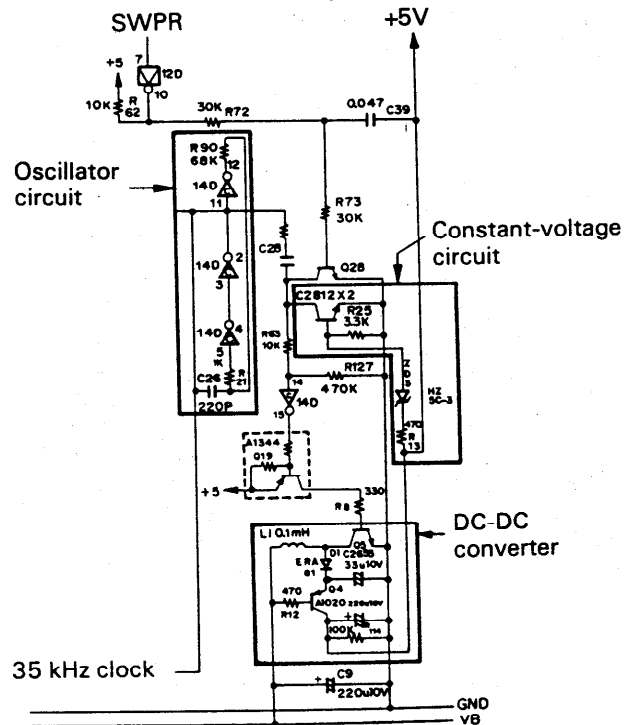 SWPR
+5V
7
12D
10
+5
10K
R
62
30K
R72
0.047
C39
Oscillator
circuit
R90
68K
12
14D
11
R73
30K
Constant-voltage
circuit
C28
Q28
14D
2
3
C2812X2
R25
3.3K
R63
10K
14D
4
5
1K
R
21
C26
220P
R127
470K
HZ
5C-3
470
R
13
14
14D
15
A1344
Q19
+5
330
R8
DC-DC
converter
L1 0.1mH
Q5
C2655
D1
ERA
81
33u10V
470
R12
Q4
A1020
220u10V
100K
35 kHz clock
C9
220u10V
GND
VB